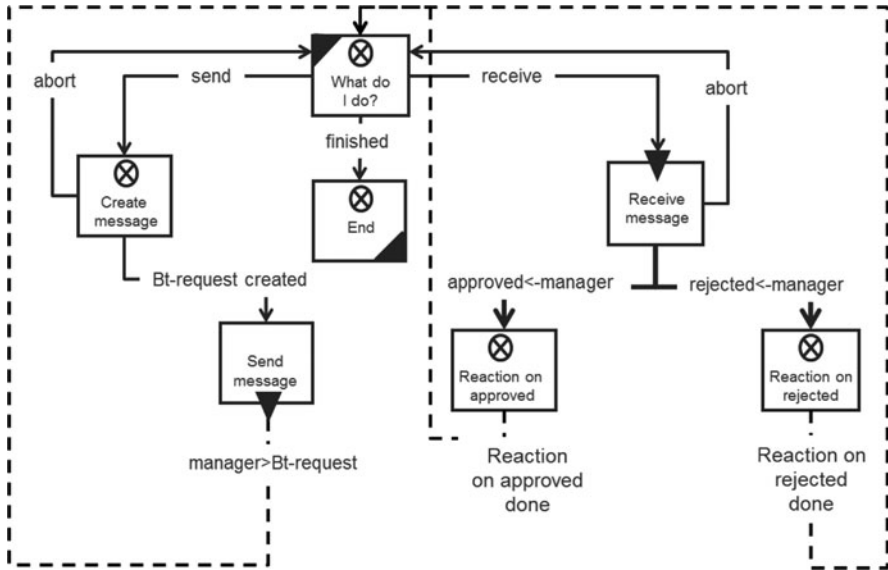 abort
send
What do
I do?
receive
abort
finished
Create
message
End
Receive
message
Bt-request created
approved<-manager
rejected<-manager
Send
message
Reaction on
approved
Reaction on
rejected
manager>Bt-request
Reaction
on approved
done
Reaction on
rejected
done